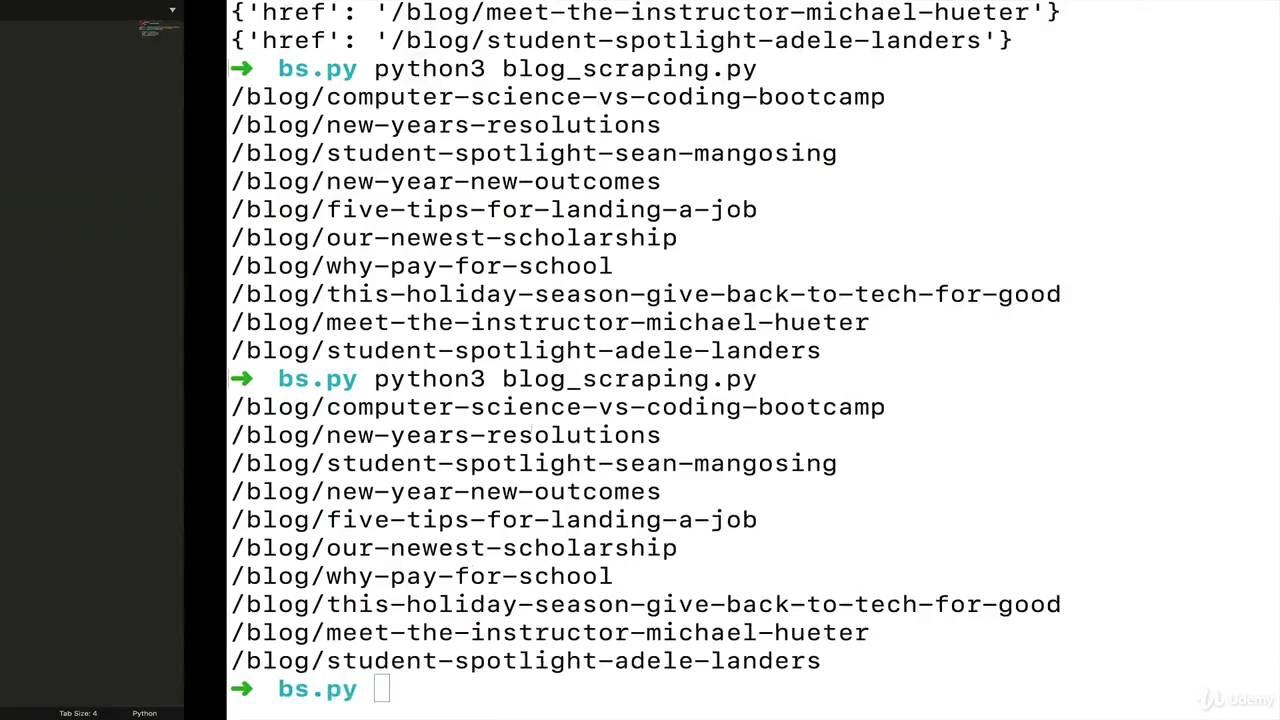 {'href': '/blog/meet-the-instructor-michael-hueter'}
{'href': '/blog/student-spotlight-adele-landers'}
➜ bs.py python3 blog_scraping.py
/blog/computer-science-vs-coding-bootcamp
/blog/new-years-resolutions
/blog/student-spotlight-sean-mangosing
/blog/new-year-new-outcomes
/blog/five-tips-for-landing-a-job
/blog/our-newest-scholarship
/blog/why-pay-for-school
/blog/this-holiday-season-give-back-to-tech-for-good
/blog/meet-the-instructor-michael-hueter
/blog/student-spotlight-adele-landers
➜ bs.py python3 blog_scraping.py
/blog/computer-science-vs-coding-bootcamp
/blog/new-years-resolutions
/blog/student-spotlight-sean-mangosing
/blog/new-year-new-outcomes
/blog/five-tips-for-landing-a-job
/blog/our-newest-scholarship
/blog/why-pay-for-school
/blog/this-holiday-season-give-back-to-tech-for-good
/blog/meet-the-instructor-michael-hueter
/blog/student-spotlight-adele-landers
➜ bs.py
Tab Size: 4 Python
Udemy